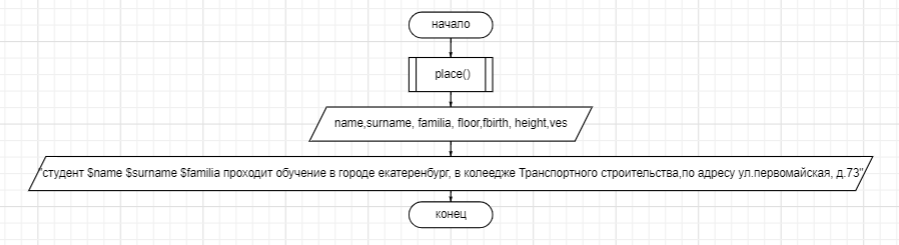 начало
place()
name,surname, familia, floor,fbirth, height,ves
"студент $name $surname $familia проходит обучение в городе екатеренбург, в колеедже Транспортного строительства,по адресу ул.первомайская, д.73"
конец